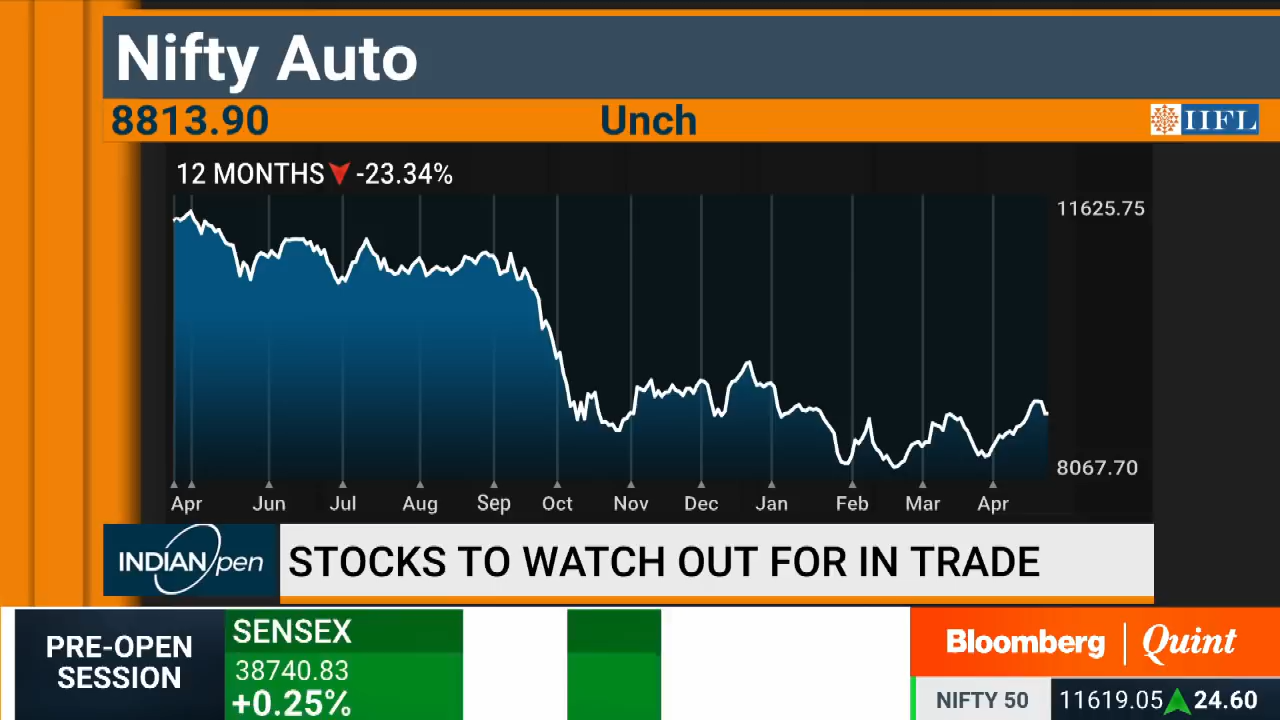 Nifty Auto
8813.90
Unch
IIFL
12 MONTHS -23.34%
11625.75
8067.70
Apr Jun Jul Aug Sep Oct Nov Dec Jan Feb Mar Apr
INDIAN Open
STOCKS TO WATCH OUT FOR IN TRADE
PRE-OPEN
SESSION
SENSEX
38740.83
+0.25%
Bloomberg | Quint
NIFTY 50 11619.05 24.60